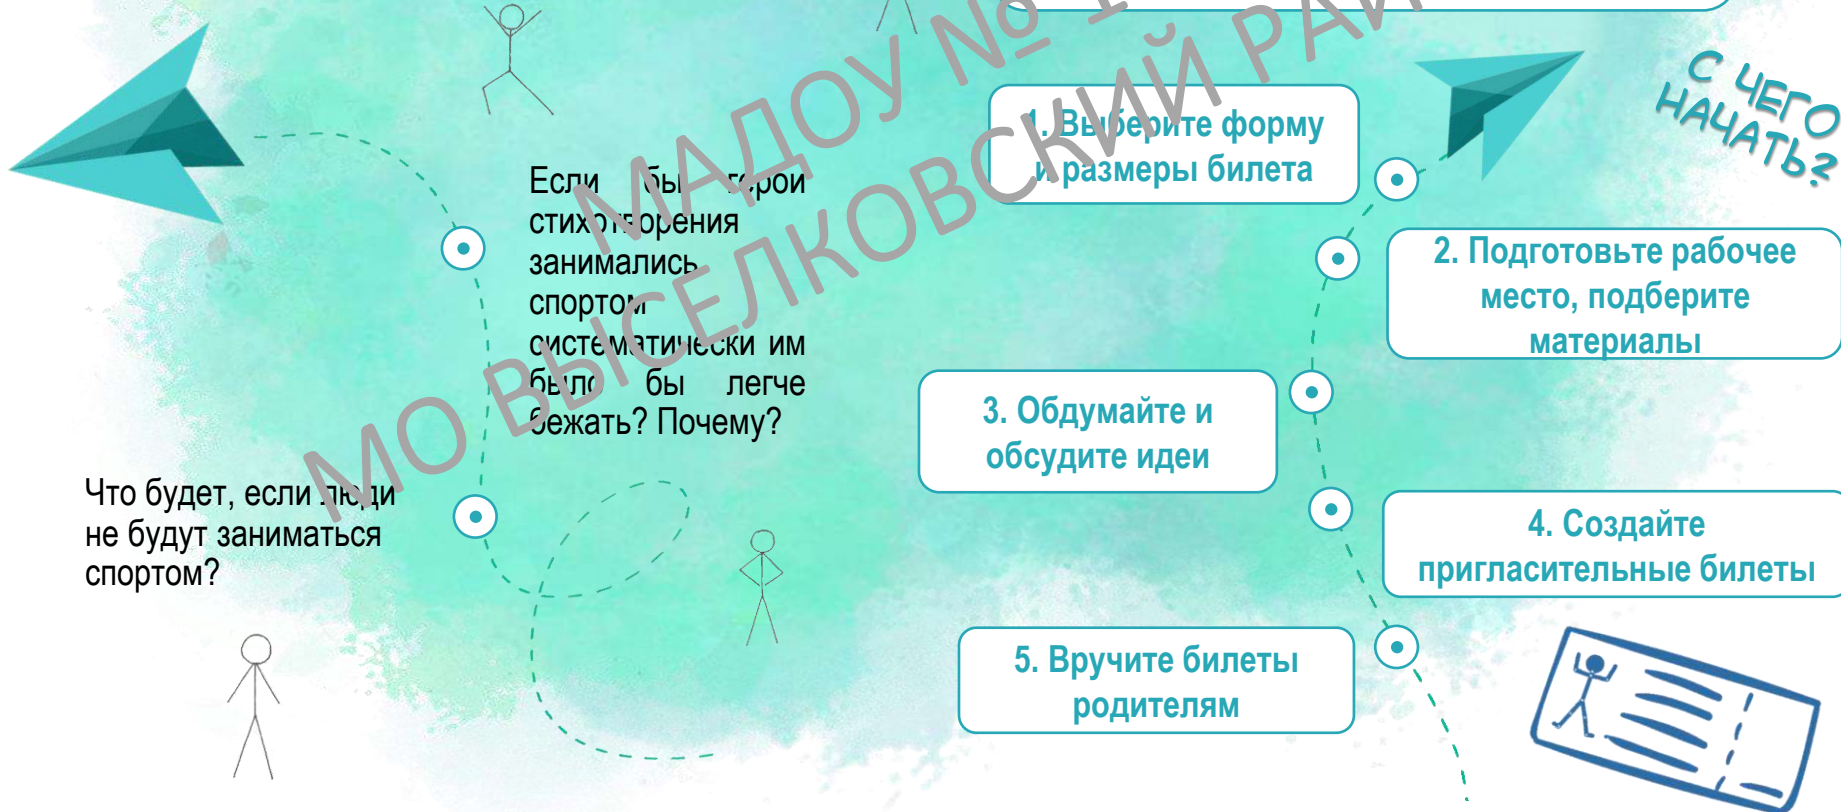 Если бы герои
стихотворения
занимались
спортом
систематически им
было бы легче
бежать? Почему?
Что будет, если люди
не будут заниматься
спортом?
С ЧЕГО
НАЧАТЬ?
1. Выберите форму
и размеры билета
2. Подготовьте рабочее
место, подберите
материалы
3. Обдумайте и
обсудите идеи
4. Создайте
пригласительные билеты
5. Вручите билеты
родителям
МАДОУ №
МО ВЫСЕЛКОВСКИЙ